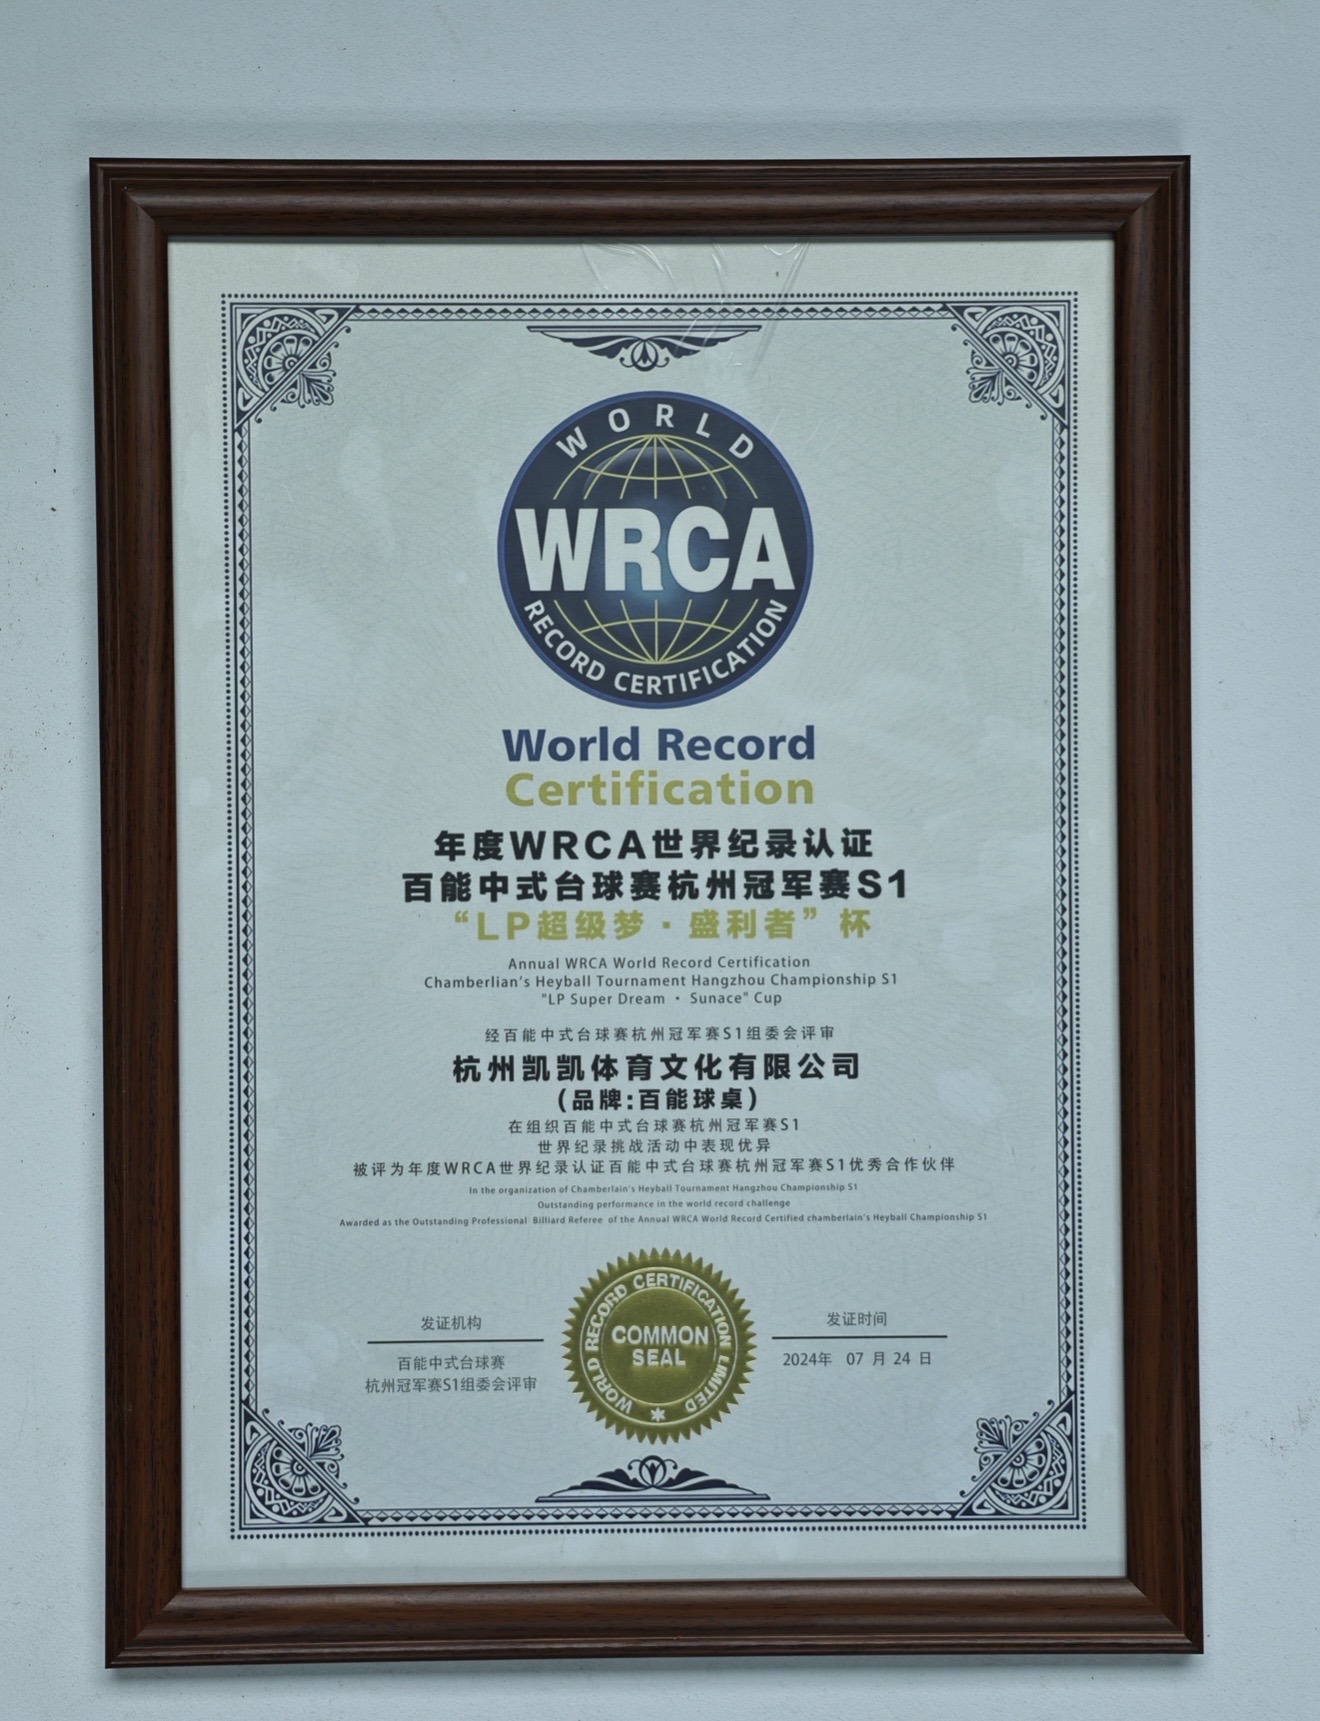 WORLD
WRCA
RECORD CERTIFICATION
World Record
Certification
年度WRCA世界纪录认证
百能中式台球赛杭州冠军赛S1
“LP超级梦·盛利者”杯
Annual WRCA World Record Certification
Chamberlian's Heyball Tournament Hangzhou Championship S1
"LP Super Dream · Sunace" Cup
经百能中式台球赛杭州冠军赛S1组委会评审
杭州凯凯体育文化有限公司
(品牌:百能球桌)
在组织百能中式台球赛杭州冠军赛S1
世界纪录挑战活动中表现优异
被评为年度WRCA世界纪录认证百能中式台球赛杭州冠军赛S1优秀合作伙伴
In the organization of Chamberlain's Heyball Tournament Hangzhou Championship S1
Outstanding performance in the world record challenge
Awarded as the Outstanding Professional Billiard Referee of the Annual WRCA World Record Certified chamberlain's Heyball Championship S1
发证机构
百能中式台球赛
杭州冠军赛S1组委会评审
WORLD RECORD CERTIFICATION LIMITED
COMMON
SEAL
发证时间
2024年 07 月 24 日